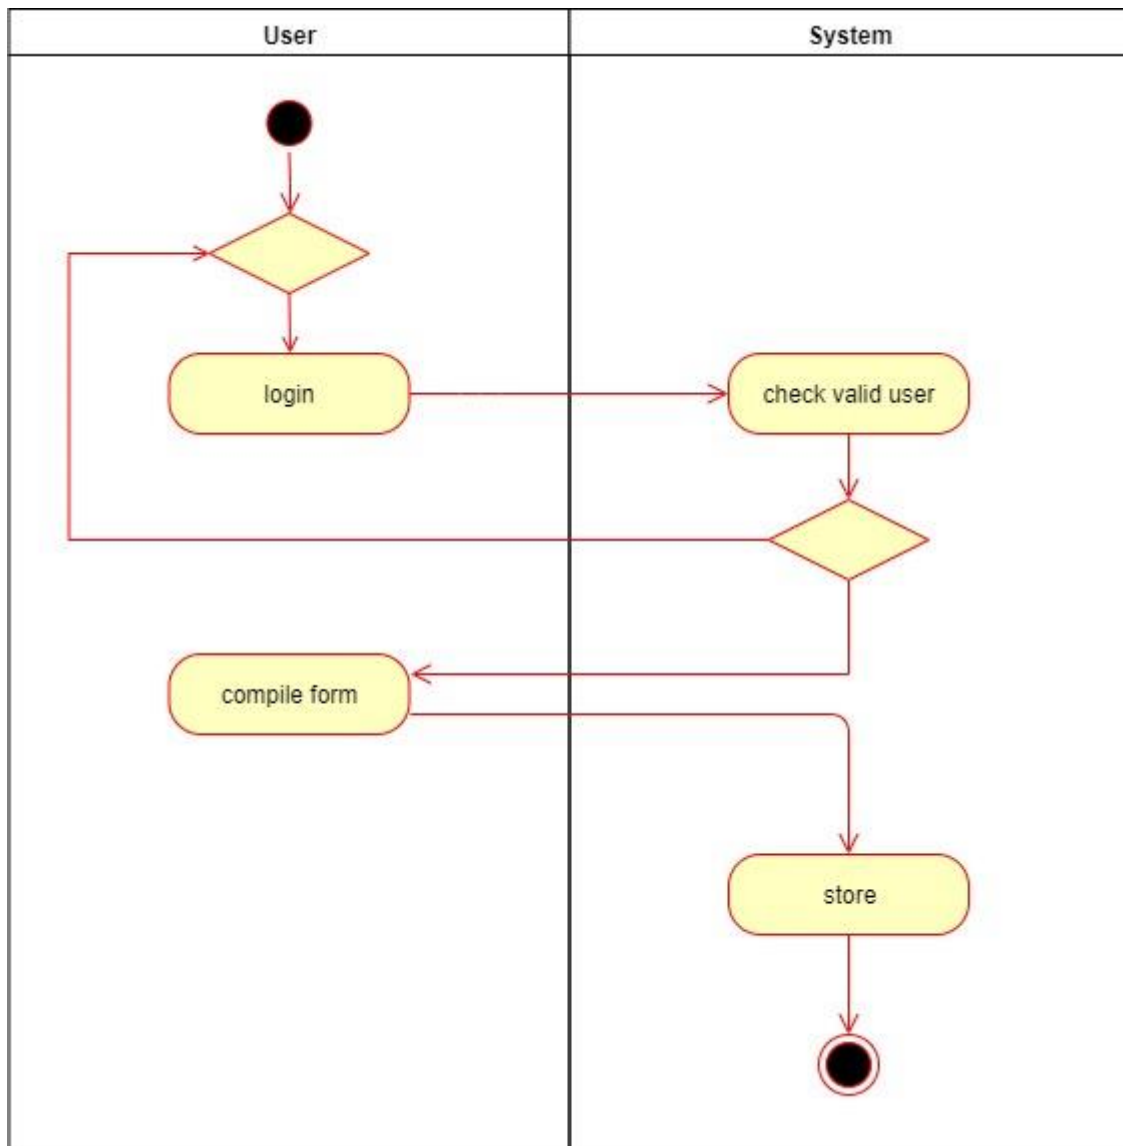 User
System
login
check valid user
compile form
store